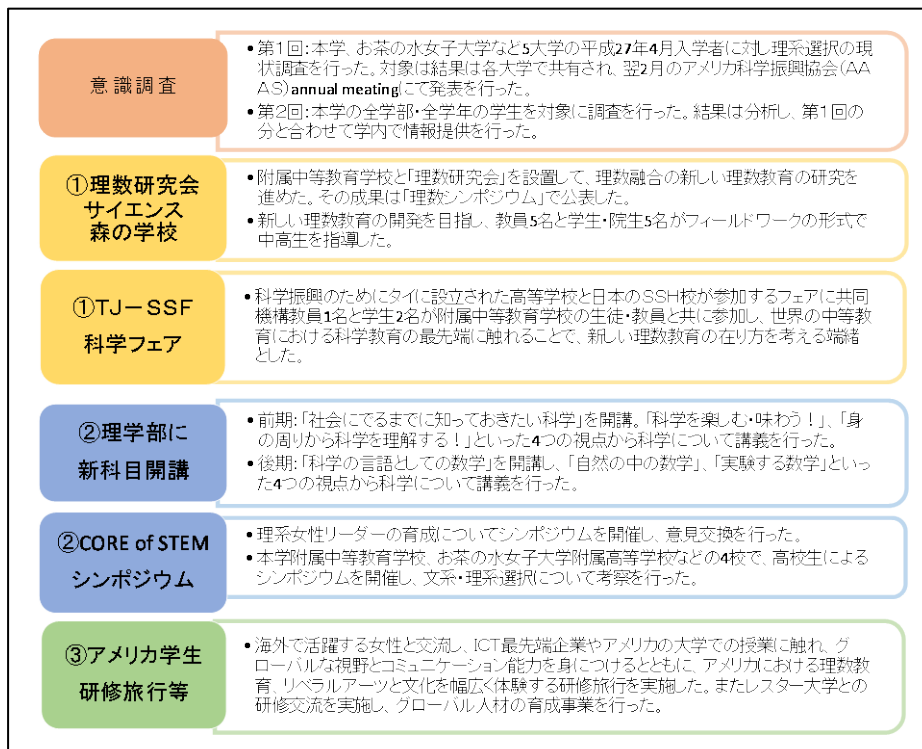 意識調査
•第1回:本学、お茶の水女子大学など5大学の平成27年4月入学者に対し理系選択の現
状調査を行った。対象は結果は各大学で共有され、翌2月のアメリカ科学振興協会(AA
AS)annual meatingにて発表を行った。
•第2回:本学の全学部・全学年の学生を対象に調査を行った。結果は分析し、第1回の
分と合わせて学内で情報提供を行った。
①理数研究会
サイエンス
森の学校
•附属中等教育学校と「理数研究会」を設置して、理数融合の新しい理数教育の研究を
進めた。その成果は「理数シンポジウム」で公表した。
•新しい理数教育の開発を目指し、教員5名と学生・院生5名がフィールドワークの形式で
中高生を指導した。
①TJ-SSF
科学フェア
•科学振興のためにタイに設立された高等学校と日本のSSH校が参加するフェアに共同
機構教員1名と学生2名が附属中等教育学校の生徒・教員と共に参加し、世界の中等教
育における科学教育の最先端に触れることで、新しい理数教育の在り方を考える端緒
とした。
②理学部に
新科目開講
•前期:「社会にでるまでに知っておきたい科学」を開講。「科学を楽しむ・味わう!」、「身
の周りから科学を理解する!」といった4つの視点から科学について講義を行った。
•後期:「科学の言語としての数学」を開講し、「自然の中の数学」、「実験する数学」といっ
た4つの視点から科学について講義を行った。
②CORE of STEM
シンポジウム
•理系女性リーダーの育成についてシンポジウムを開催し、意見交換を行った。
•本学附属中等教育学校、お茶の水女子大学附属高等学校などの4校で、高校生による
シンポジウムを開催し、文系・理系選択について考察を行った。
③アメリカ学生
研修旅行等
•海外で活躍する女性と交流し、ICT最先端企業やアメリカの大学での授業に触れ、グ
ローバルな視野とコミュニケーション能力を身につけるとともに、アメリカにおける理数教
育、リベラルアーツと文化を幅広く体験する研修旅行を実施した。またレスター大学との
研修交流を実施し、グローバル人材の育成事業を行った。